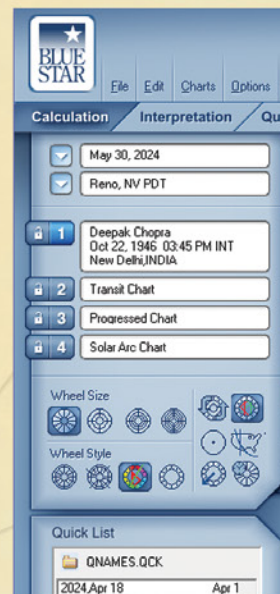 BLUE
STAR
File Edit Charts Options
Calculation Interpretation Qu
May 30, 2024
Reno, NV PDT
1 Deepak Chopra
Oct 22, 1946 03:45 PM INT
New Delhi,INDIA
2 Transit Chart
3 Progressed Chart
4 Solar Arc Chart
Wheel Size
Wheel Style
Quick List
QNAMES.QCK
2024,Apr 18 Apr 1